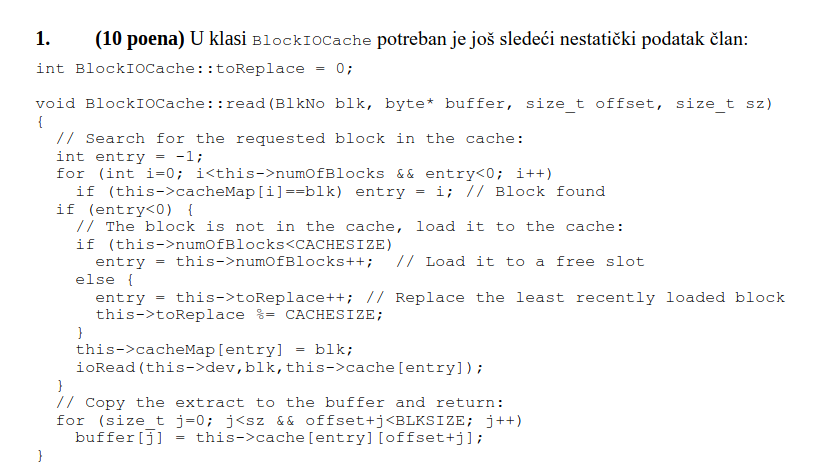 1. (10 poena) U klasi BlockIOCache potreban je još sledeći nestatički podatak član:
int BlockIOCache::toReplace = 0;
void BlockIOCache::read(BlkNo blk, byte* buffer, size_t offset, size_t sz)
{
  // Search for the requested block in the cache:
  int entry = -1;
  for (int i=0; i<this->numOfBlocks && entry<0; i++)
    if (this->cacheMap[i]==blk) entry = i; // Block found
  if (entry<0) {
    // The block is not in the cache, load it to the cache:
    if (this->numOfBlocks<CACHESIZE)
      entry = this->numOfBlocks++;  // Load it to a free slot
    else {
      entry = this->toReplace++; // Replace the least recently loaded block
      this->toReplace %= CACHESIZE;
    }
    this->cacheMap[entry] = blk;
    ioRead(this->dev,blk,this->cache[entry]);
  }
  // Copy the extract to the buffer and return:
  for (size_t j=0; j<sz && offset+j<BLKSIZE; j++)
    buffer[j] = this->cache[entry][offset+j];
}